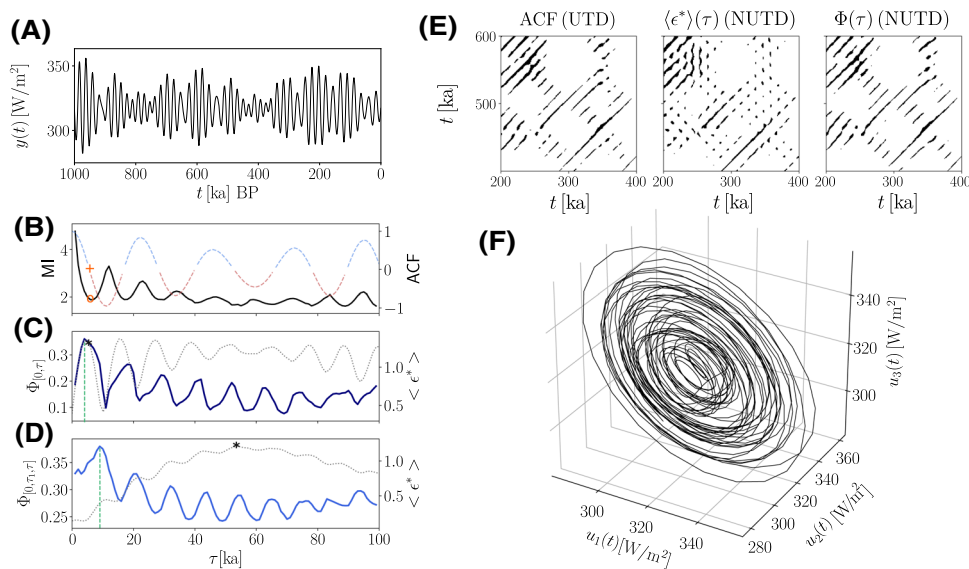 (A)
y(t) [W/m²]
350
300
1000 800 600 400 200 0
t [ka] BP
(B)
MI
4
2
ACF
1
0
−1
(C)
Φ[0,τ]
0.3
0.2
0.1
< ϵ* >
1.0
0.5
(D)
Φ[0,τ₁,τ]
0.35
0.30
0.25
< ϵ* >
1.0
0.5
0 20 40 60 80 100
τ[ka]
(E)
ACF (UTD)
⟨ϵ*⟩(τ) (NUTD)
Φ(τ) (NUTD)
t [ka]
600
500
200 300 400
200 300 400
200 300 400
t [ka]
t [ka]
t [ka]
(F)
u₃(t) [W/m²]
340
320
300
u₂(t) [W/m²]
360
340
320
300
280
u₁(t)[W/m²]
300
320
340